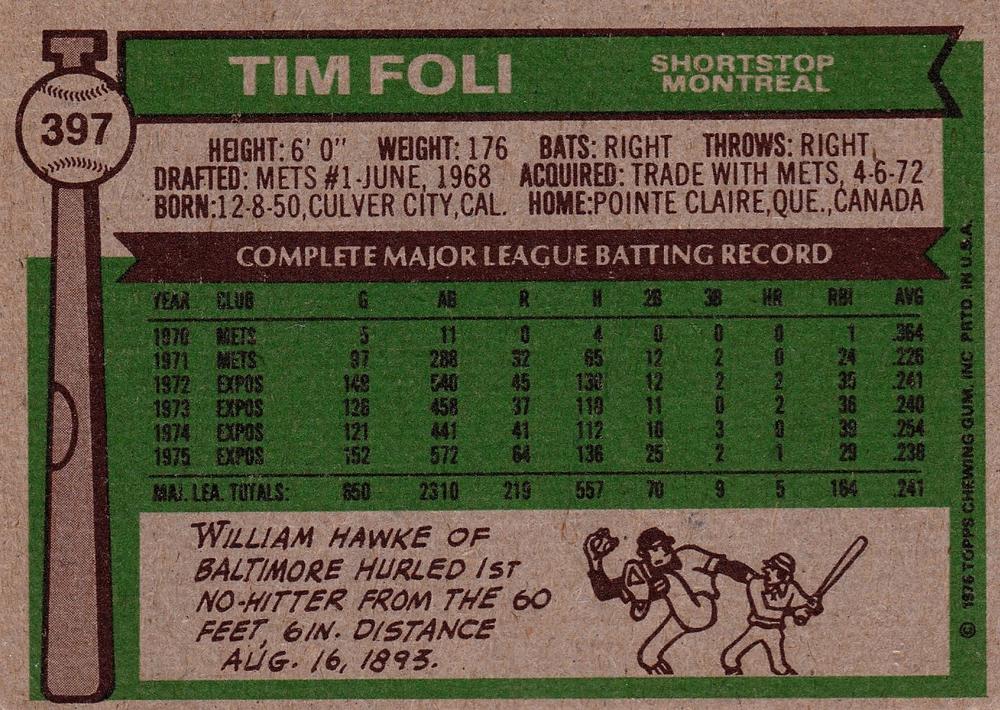 TIM FOLI
SHORTSTOP
MONTREAL
397
HEIGHT: 6' 0" WEIGHT: 176 BATS: RIGHT THROWS: RIGHT
DRAFTED: METS #1-JUNE, 1968 ACQUIRED: TRADE WITH METS, 4-6-72
BORN:12-8-50,CULVER CITY,CAL. HOME:POINTE CLAIRE,QUE.,CANADA
COMPLETE MAJOR LEAGUE BATTING RECORD
YEAR CLUB G AB R H 2B 3B HR RBI AVG
1970 METS 5 11 0 4 0 0 0 1 .364
1971 METS 97 288 32 65 12 2 0 24 .226
1972 EXPOS 149 540 45 130 12 2 2 35 .241
1973 EXPOS 126 458 37 110 11 0 2 36 .240
1974 EXPOS 121 441 41 112 10 3 0 39 .254
1975 EXPOS 152 572 64 136 25 2 1 29 .238
MAJ. LEA. TOTALS: 650 2310 219 557 70 9 5 164 .241
WILLIAM HAWKE OF
BALTIMORE HURLED 1ST
NO-HITTER FROM THE 60
FEET, 6IN. DISTANCE
AUG. 16, 1893.
© 1976 TOPPS CHEWING GUM, INC PRTD. IN U.S.A.